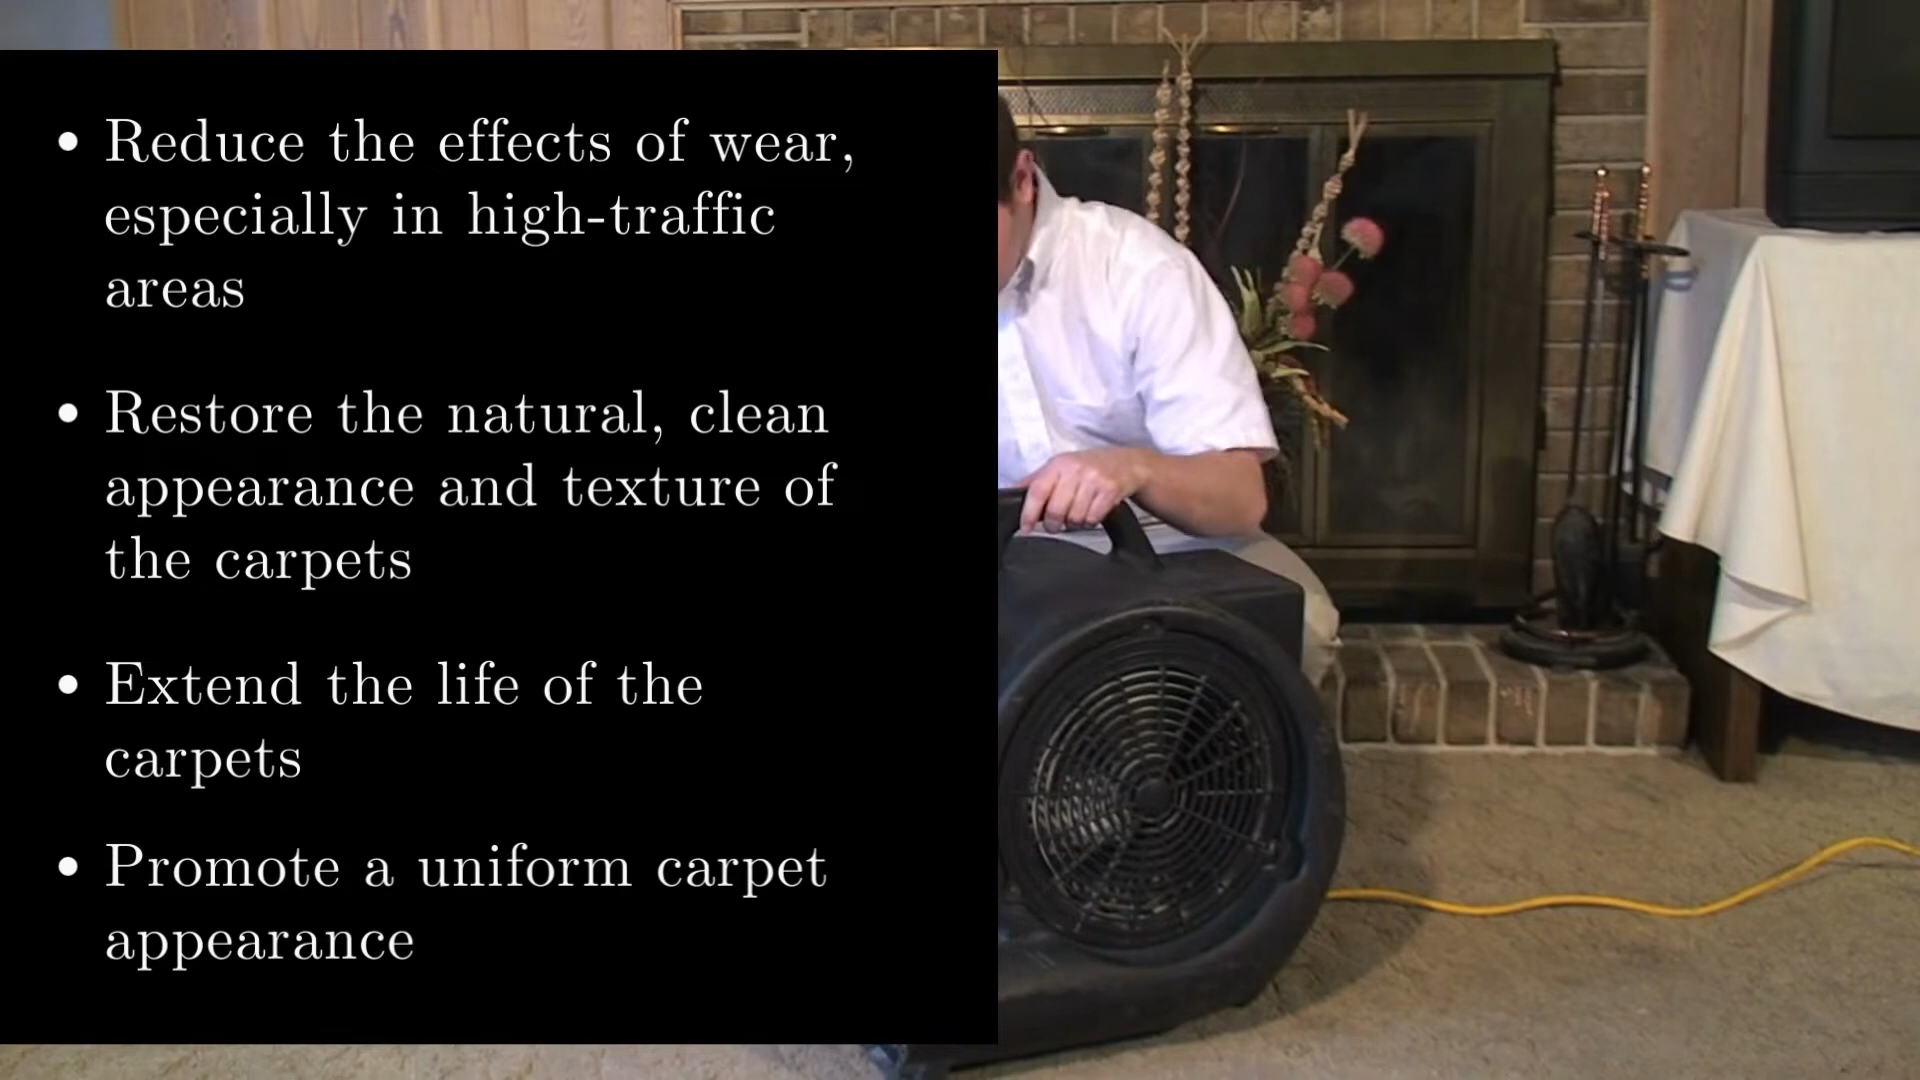 • Reduce the effects of wear,
especially in high-traffic
areas
• Restore the natural, clean
appearance and texture of
the carpets
• Extend the life of the
carpets
• Promote a uniform carpet
appearance